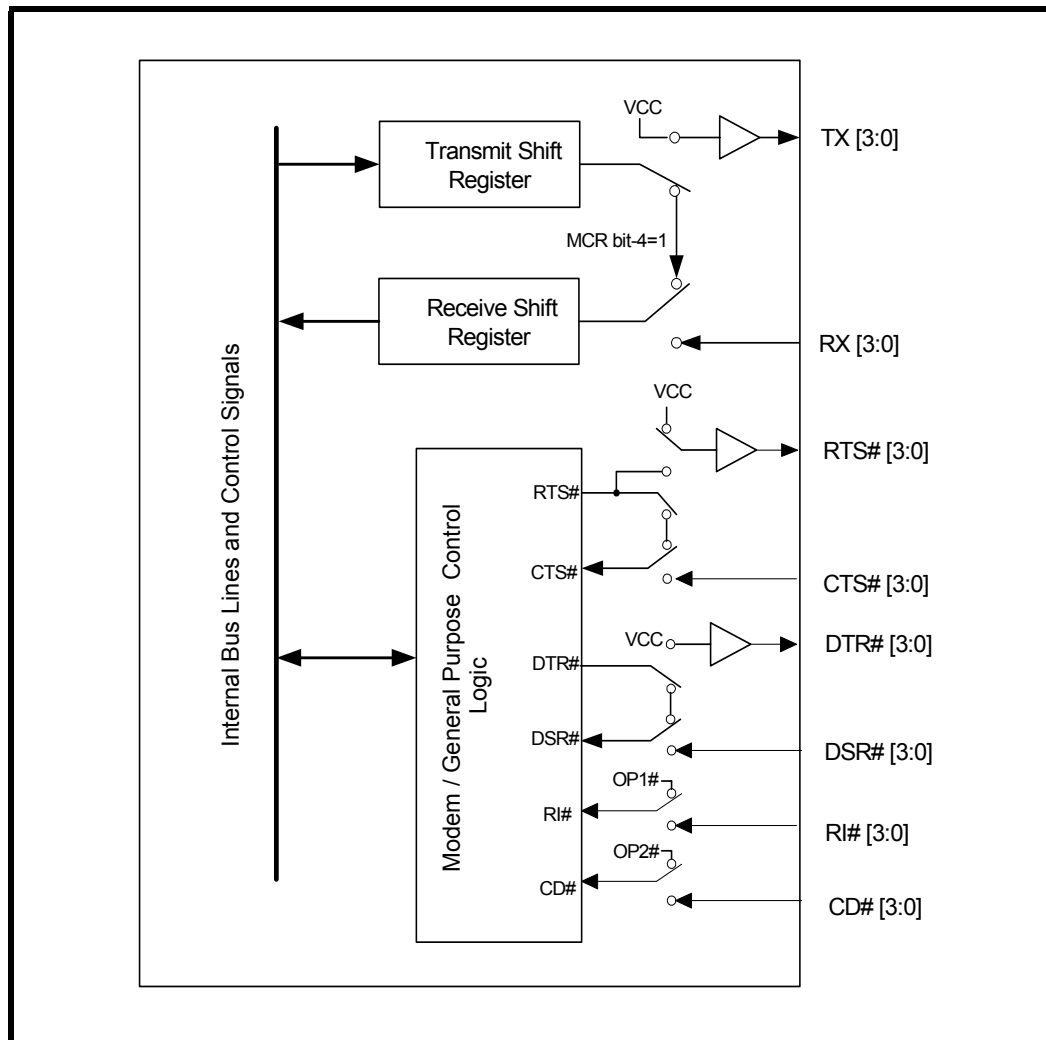 VCC
TX [3:0]
Transmit Shift
Register
MCR bit-4=1
Receive Shift
Register
RX [3:0]
VCC
RTS# [3:0]
Internal Bus Lines and Control Signals
Modem / General Purpose Control
Logic
RTS#
CTS#
CTS# [3:0]
VCC
DTR# [3:0]
DTR#
DSR#
DSR# [3:0]
OP1#
RI#
RI# [3:0]
OP2#
CD#
CD# [3:0]